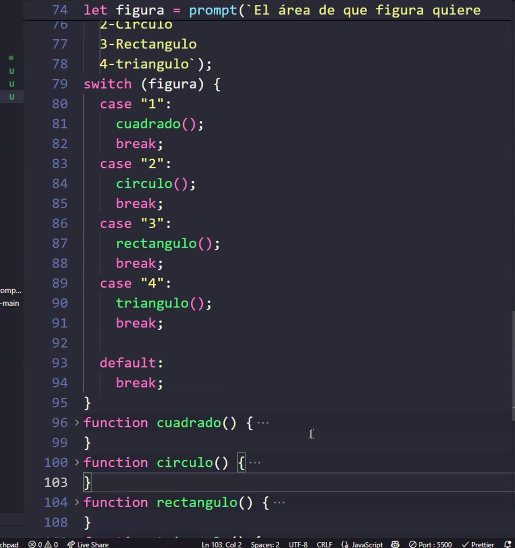 74 let figura = prompt(`El área de que figura quiere
76 2-Circulo
77 3-Rectangulo
78 4-triangulo`);
79 switch (figura) {
80 case "1":
81 cuadrado();
82 break;
83 case "2":
84 circulo();
85 break;
86 case "3":
87 rectangulo();
88 break;
89 case "4":
90 triangulo();
91 break;
92
93 default:
94 break;
95 }
96 function cuadrado() { ...
99 }
100 function circulo() { ...
103 }
104 function rectangulo() { ...
108 }
U
U
U
omp...
-main
chpad 0 0 Live Share Ln 103, Col 2 Spaces: 2 UTF-8 CRLF {} JavaScript Port : 5500 Prettier